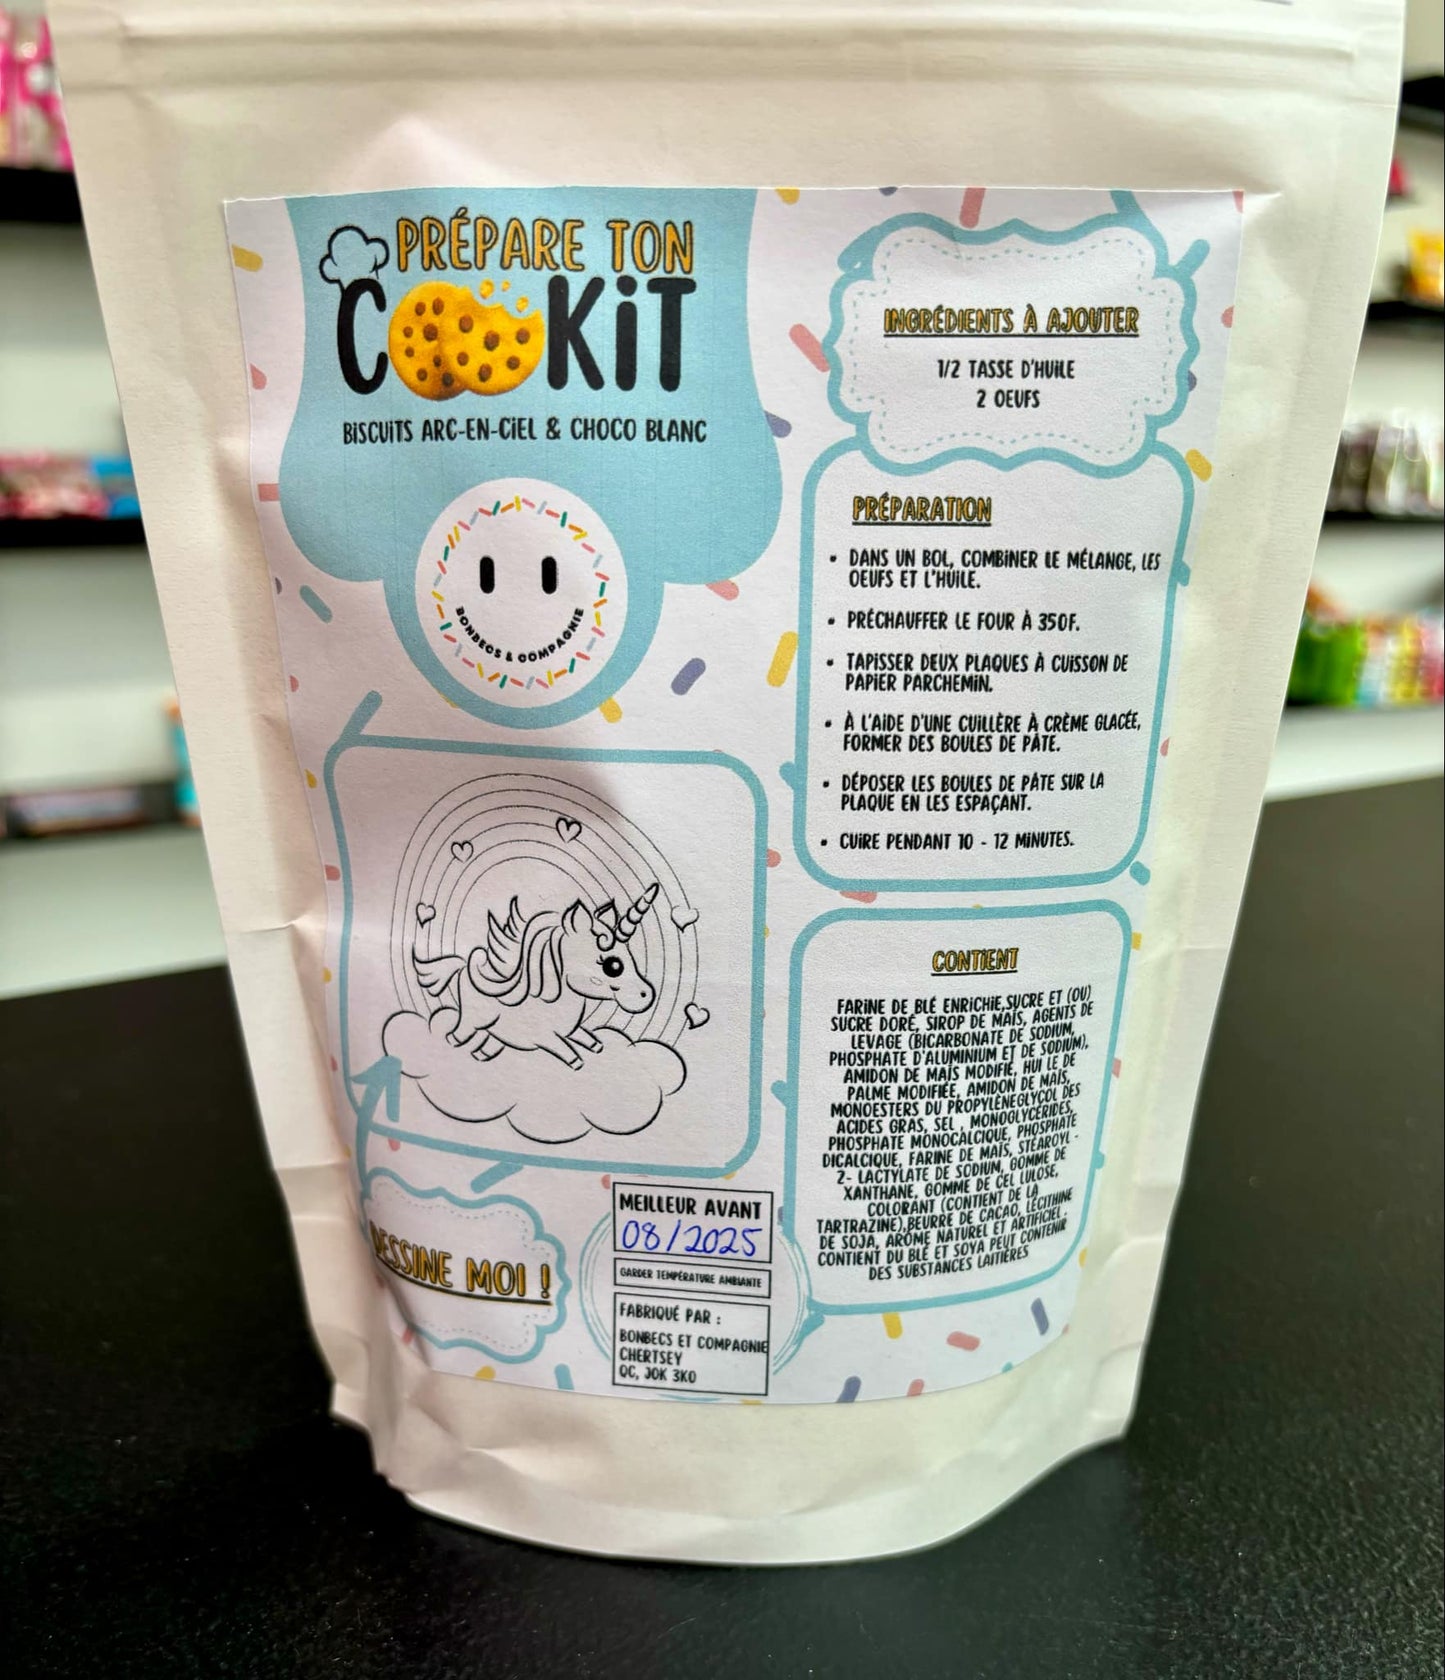 PRÉPARE TON
COOKIT
BISCUITS ARC-EN-CIEL & CHOCO BLANC
BONBECS & COMPAGNIE
DESSINE MOI !
MEILLEUR AVANT
08/2025
GARDER TEMPÉRATURE AMBIANTE
FABRIQUÉ PAR :
BONBECS ET COMPAGNIE
CHERTSEY
QC, J0K 3K0
INGRÉDIENTS À AJOUTER
1/2 TASSE D'HUILE
2 OEUFS
PRÉPARATION
• DANS UN BOL, COMBINER LE MÉLANGE, LES
OEUFS ET L'HUILE.
• PRÉCHAUFFER LE FOUR À 350F.
• TAPISSER DEUX PLAQUES À CUISSON DE
PAPIER PARCHEMIN.
• À L'AIDE D'UNE CUILLÈRE À CRÈME GLACÉE,
FORMER DES BOULES DE PÂTE.
• DÉPOSER LES BOULES DE PÂTE SUR LA
PLAQUE EN LES ESPAÇANT.
• CUIRE PENDANT 10 - 12 MINUTES.
CONTIENT
FARINE DE BLÉ ENRICHIE,SUCRE ET (OU)
SUCRE DORÉ, SIROP DE MAÏS, AGENTS DE
LEVAGE (BICARBONATE DE SODIUM,
PHOSPHATE D'ALUMINIUM ET DE SODIUM),
AMIDON DE MAÏS MODIFIÉ, HUI LE DE
PALME MODIFIÉE, AMIDON DE MAÏS,
MONOESTERS DU PROPYLÈNEGLYCOL DES
ACIDES GRAS, SEL , MONOGLYCÉRIDES,
PHOSPHATE MONOCALCIQUE, PHOSPHATE
DICALCIQUE, FARINE DE MAÏS, STÉAROYL -
2- LACTYLATE DE SODIUM, GOMME DE
XANTHANE, GOMME DE CEL LULOSE,
COLORANT (CONTIENT DE LA
TARTRAZINE),BEURRE DE CACAO, LÉCITHINE
DE SOJA, ARÔME NATUREL ET ARTIFICIEL .
CONTIENT DU BLÉ ET SOYA PEUT CONTENIR
DES SUBSTANCES LAITIÈRES